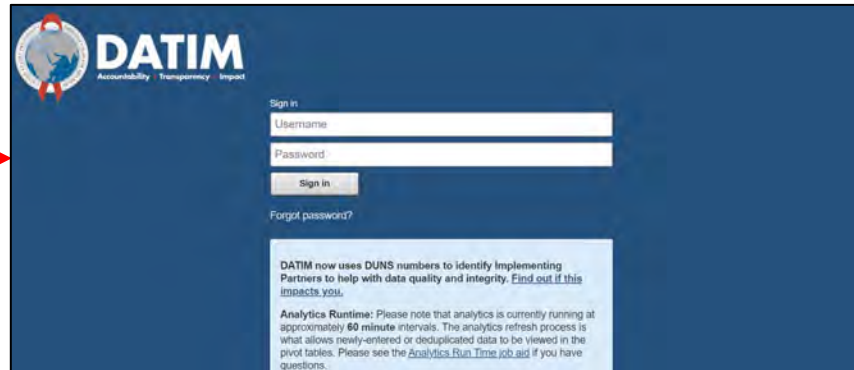 DATIM
Accountability Transparency Impact
Sign in
Username
Password
Sign in
Forgot password?
DATIM now uses DUNS numbers to identify Implementing
Partners to help with data quality and integrity. Find out if this
impacts you.
Analytics Runtime: Please note that analytics is currently running at
approximately 60 minute intervals. The analytics refresh process is
what allows newly-entered or deduplicated data to be viewed in the
pivot tables. Please see the Analytics Run Time job aid if you have
questions.